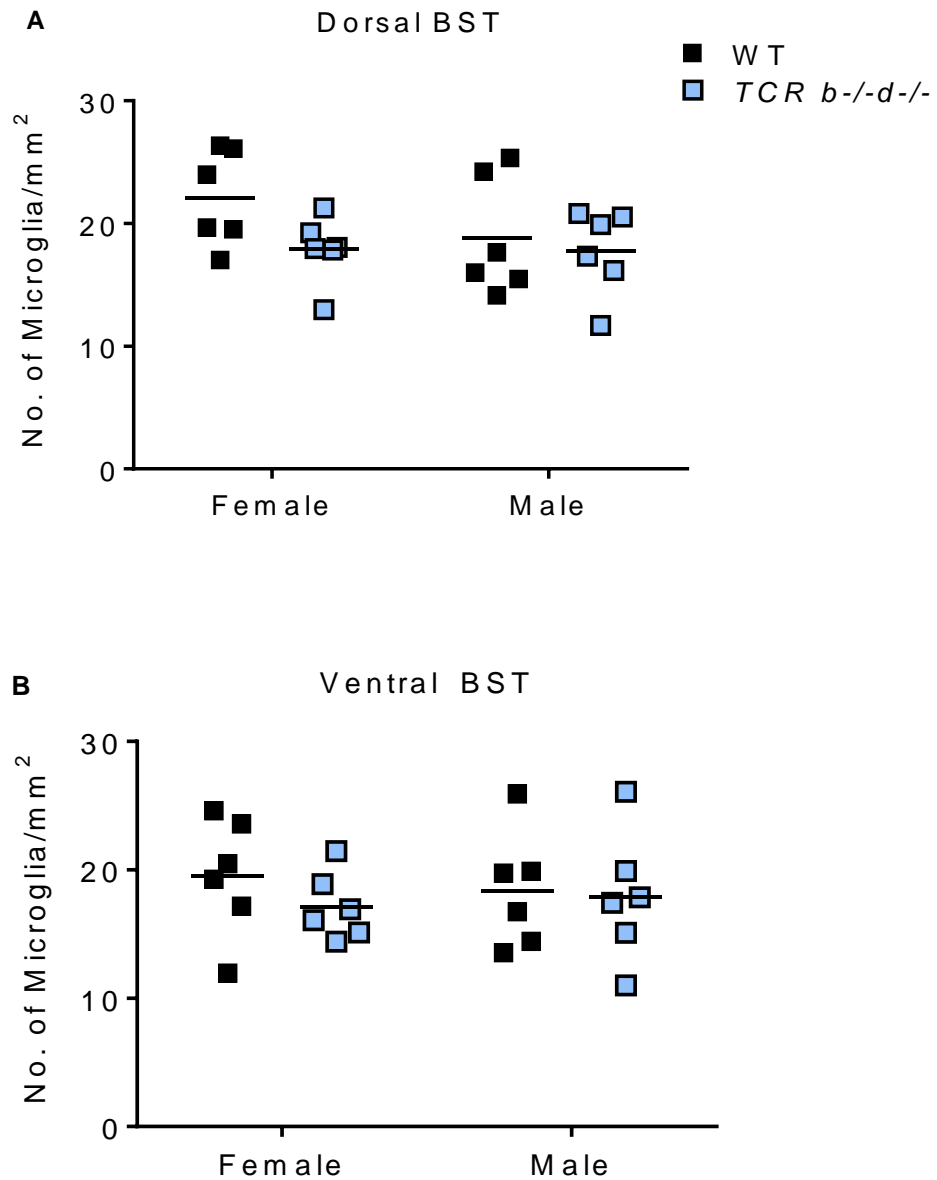 A
Dorsal BST
WT
TCR b-/-d-/-
No. of Microglia/mm²
30
20
10
0
Female Male
B
Ventral BST
No. of Microglia/mm²
30
20
10
0
Female Male